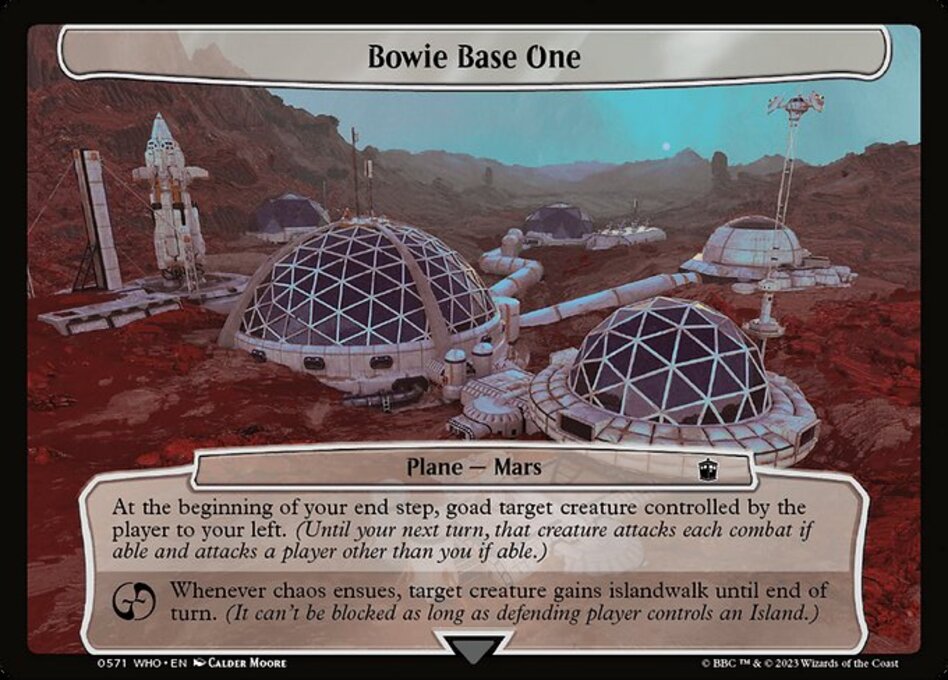 Bowie Base One
Plane — Mars
At the beginning of your end step, goad target creature controlled by the
player to your left. (Until your next turn, that creature attacks each combat if
able and attacks a player other than you if able.)
Whenever chaos ensues, target creature gains islandwalk until end of
turn. (It can't be blocked as long as defending player controls an Island.)
0571 WHO • EN CALDER MOORE
© BBC ™ & © 2023 Wizards of the Coast